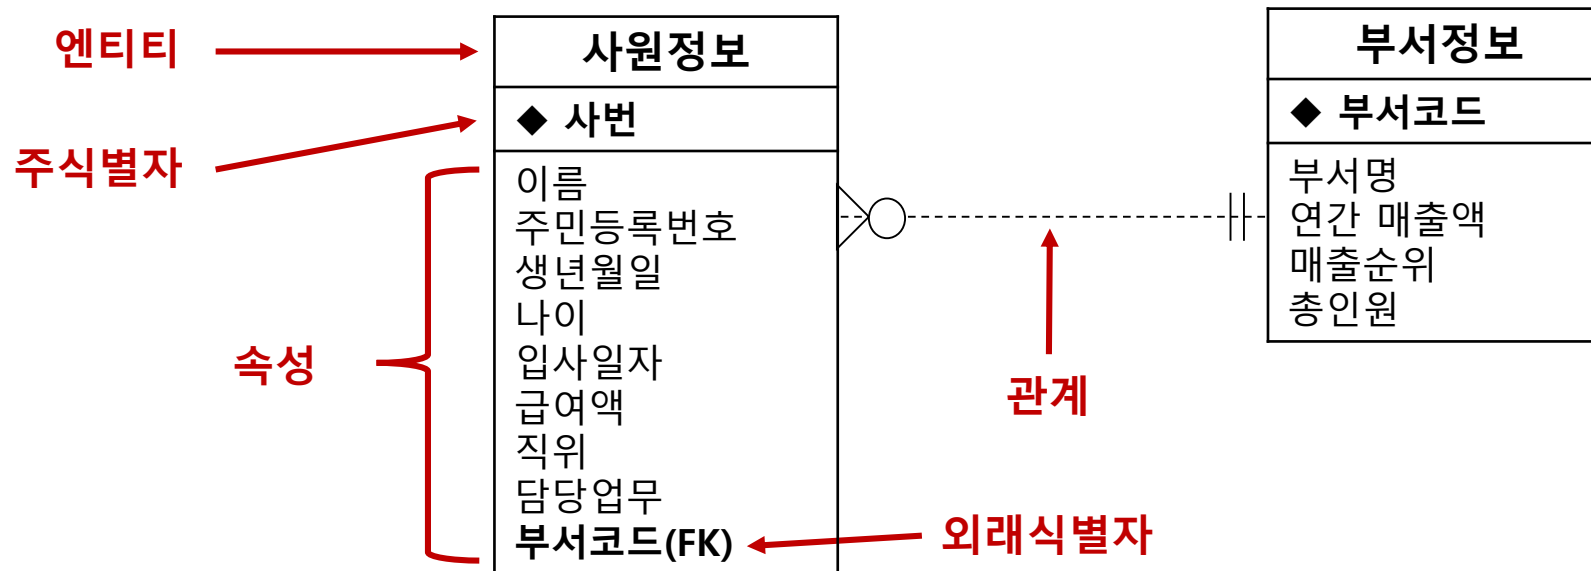 엔티티
주식별자
속성
사원정보
◆ 사번
이름
주민등록번호
생년월일
나이
입사일자
급여액
직위
담당업무
부서코드(FK)
관계
외래식별자
부서정보
◆ 부서코드
부서명
연간 매출액
매출순위
총인원